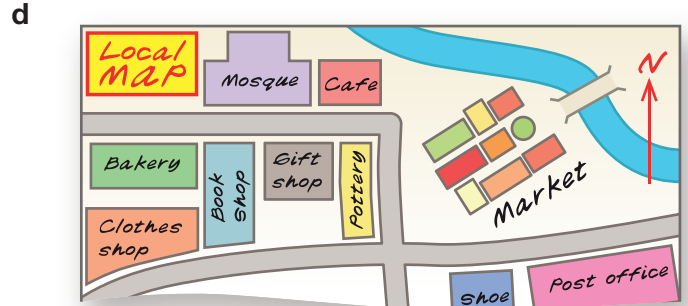 d
Local
map
Mosque
Cafe
N
Bakery
Book
shop
Gift
shop
Pottery
Market
Clothes
shop
Shoe
Post office